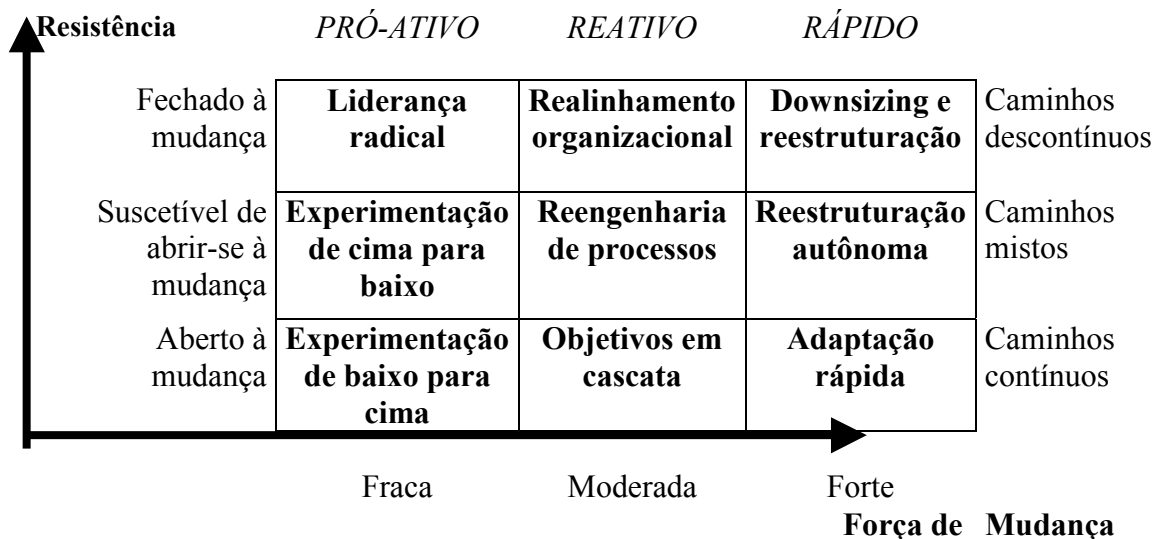 Resistência PRÓ-ATIVO REATIVO RÁPIDO
Fechado à Liderança Realinhamento Downsizing e Caminhos
mudança radical organizacional reestruturação descontínuos
Suscetível de Experimentação Reengenharia Reestruturação Caminhos
abrir-se à de cima para de processos autônoma mistos
mudança baixo
Aberto à Experimentação Objetivos em Adaptação Caminhos
mudança de baixo para cascata rápida contínuos
cima
Fraca Moderada Forte
Força de Mudança